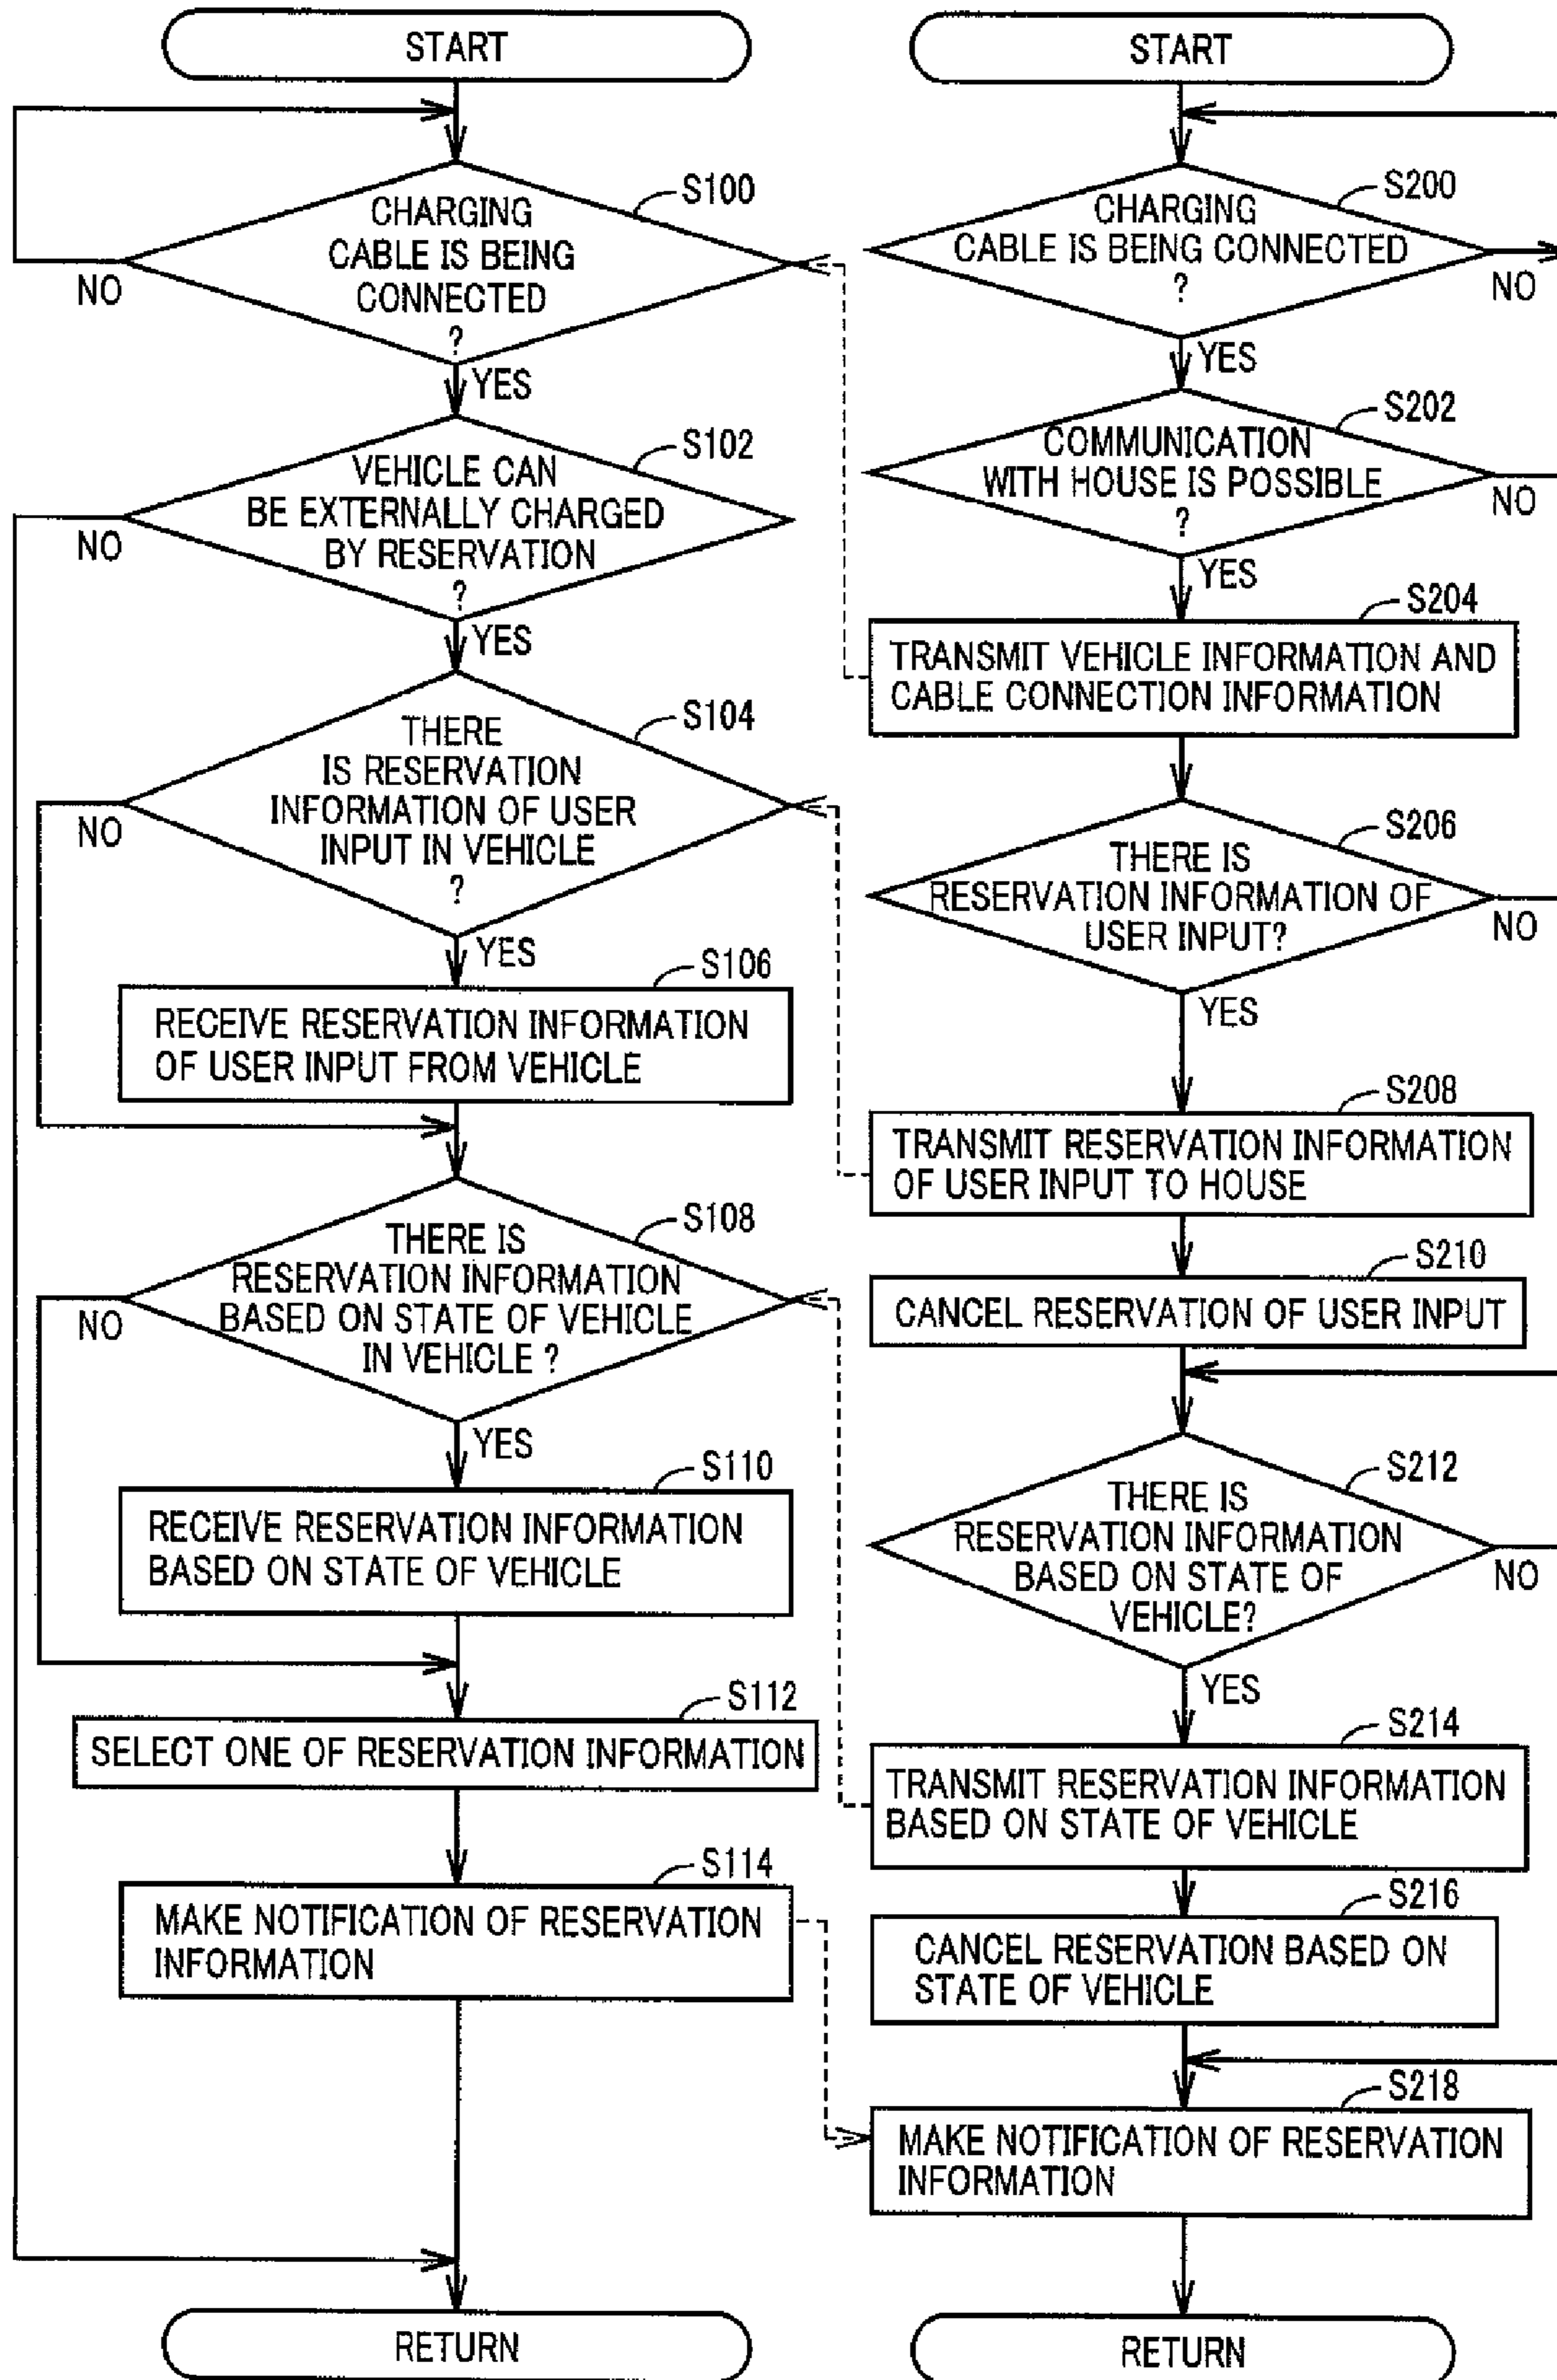 START
S100
CHARGING
CABLE IS BEING
CONNECTED
?
NO
YES
S102
VEHICLE CAN
BE EXTERNALLY CHARGED
BY RESERVATION
?
NO
YES
S104
THERE
IS RESERVATION
INFORMATION OF USER
INPUT IN VEHICLE
?
NO
YES
S106
RECEIVE RESERVATION INFORMATION
OF USER INPUT FROM VEHICLE
S108
THERE IS
RESERVATION INFORMATION
BASED ON STATE OF VEHICLE
IN VEHICLE ?
NO
YES
S110
RECEIVE RESERVATION INFORMATION
BASED ON STATE OF VEHICLE
S112
SELECT ONE OF RESERVATION INFORMATION
S114
MAKE NOTIFICATION OF RESERVATION
INFORMATION
RETURN
START
S200
CHARGING
CABLE IS BEING CONNECTED
?
NO
YES
S202
COMMUNICATION
WITH HOUSE IS POSSIBLE
?
NO
YES
S204
TRANSMIT VEHICLE INFORMATION AND
CABLE CONNECTION INFORMATION
S206
THERE IS
RESERVATION INFORMATION OF
USER INPUT?
NO
YES
S208
TRANSMIT RESERVATION INFORMATION
OF USER INPUT TO HOUSE
S210
CANCEL RESERVATION OF USER INPUT
S212
THERE IS
RESERVATION INFORMATION
BASED ON STATE OF
VEHICLE?
NO
YES
S214
TRANSMIT RESERVATION INFORMATION
BASED ON STATE OF VEHICLE
S216
CANCEL RESERVATION BASED ON
STATE OF VEHICLE
S218
MAKE NOTIFICATION OF RESERVATION
INFORMATION
RETURN